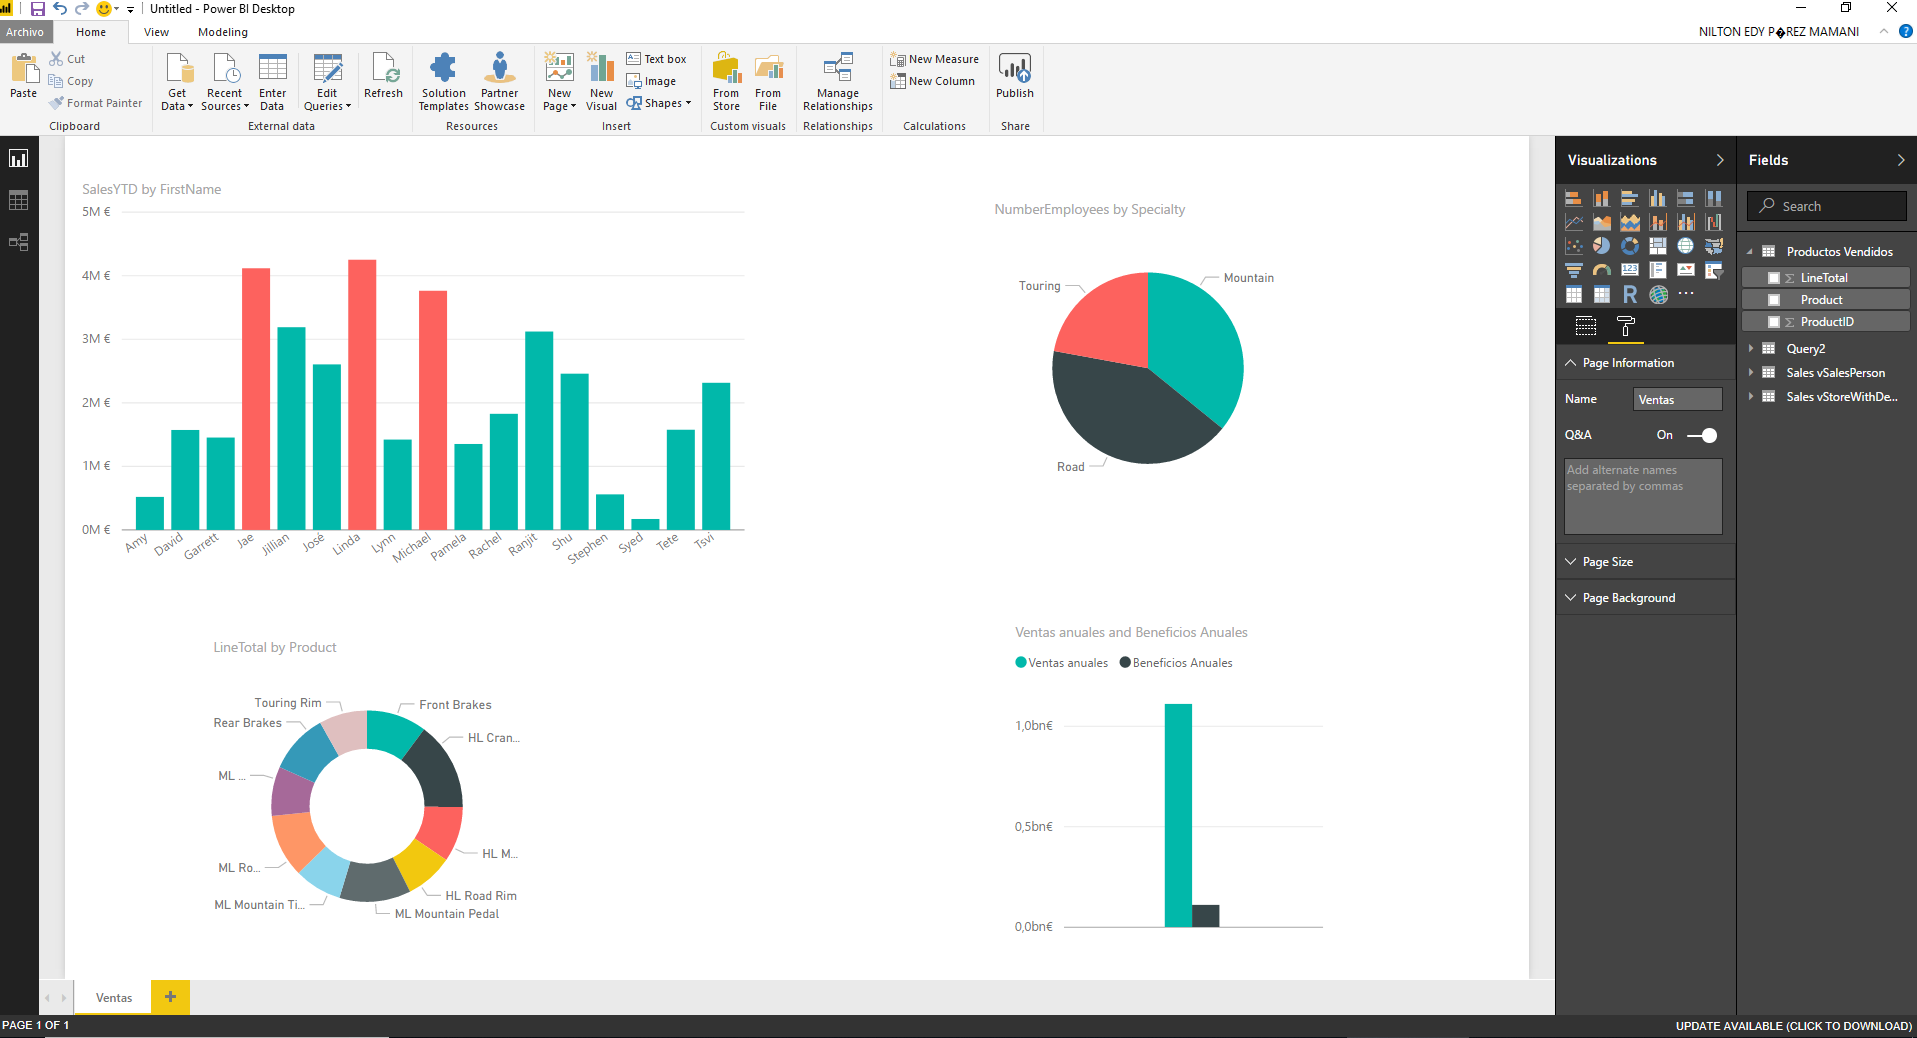 Untitled - Power BI Desktop
Archivo
Home
View
Modeling
NILTON EDY P�REZ MAMANI
?
Paste
Cut
Copy
Format Painter
Clipboard
Get Data
Recent Sources
Enter Data
Edit Queries
Refresh
External data
Solution Templates
Partner Showcase
Resources
New Page
New Visual
Text box
Image
Shapes
Insert
From Store
From File
Custom visuals
Manage Relationships
Relationships
New Measure
New Column
Calculations
Publish
Share
SalesYTD by FirstName
5M €
4M €
3M €
2M €
1M €
0M €
Amy
David
Garrett
Jae
Jillian
José
Linda
Lynn
Michael
Pamela
Rachel
Ranjit
Shu
Stephen
Syed
Tete
Tsvi
NumberEmployees by Specialty
Touring
Mountain
Road
LineTotal by Product
Touring Rim
Front Brakes
Rear Brakes
HL Cran...
ML ...
HL M...
ML Ro...
HL Road Rim
ML Mountain Ti...
ML Mountain Pedal
Ventas anuales and Beneficios Anuales
Ventas anuales
Beneficios Anuales
1,0bn€
0,5bn€
0,0bn€
Visualizations
123
R
...
Page Information
Name
Ventas
Q&A
On
Add alternate names
separated by commas
Page Size
Page Background
Fields
Search
Productos Vendidos
Σ LineTotal
Product
Σ ProductID
Query2
Sales vSalesPerson
Sales vStoreWithDe...
Ventas
+
PAGE 1 OF 1
UPDATE AVAILABLE (CLICK TO DOWNLOAD)